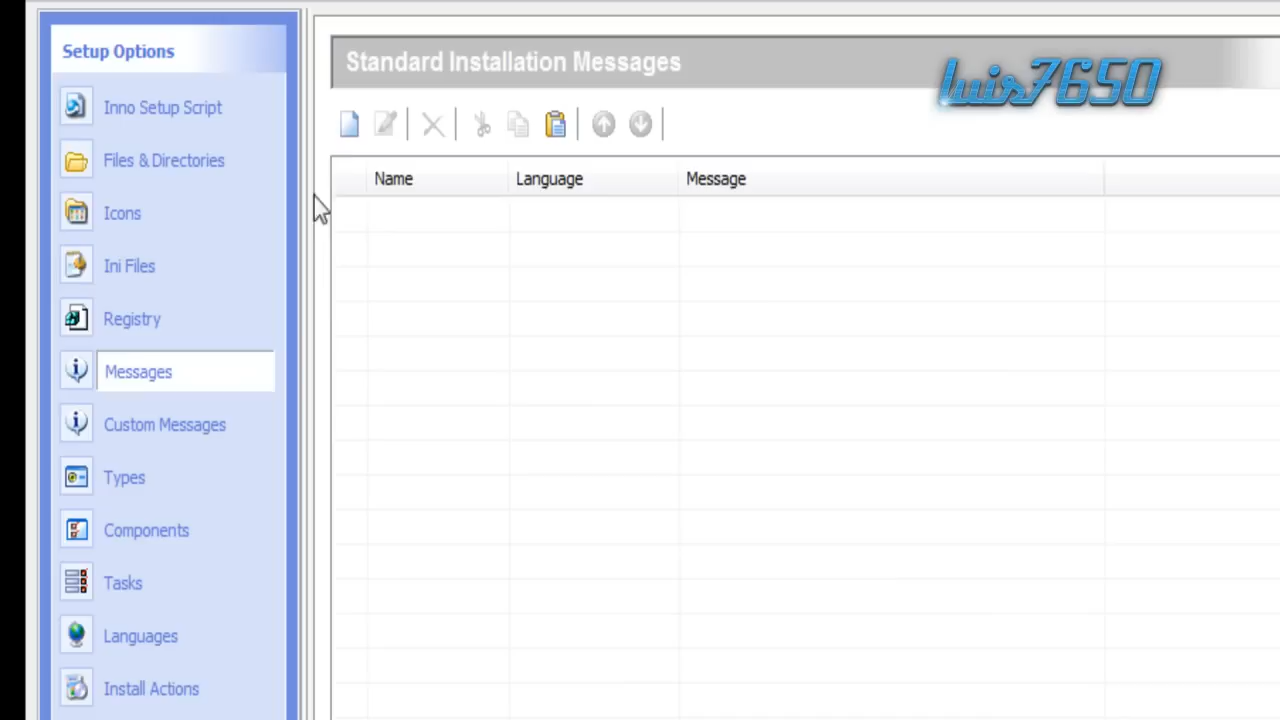 Setup Options
Inno Setup Script
Files & Directories
Icons
Ini Files
Registry
Messages
Custom Messages
Types
Components
Tasks
Languages
Install Actions
Standard Installation Messages
luis7650
Name Language Message